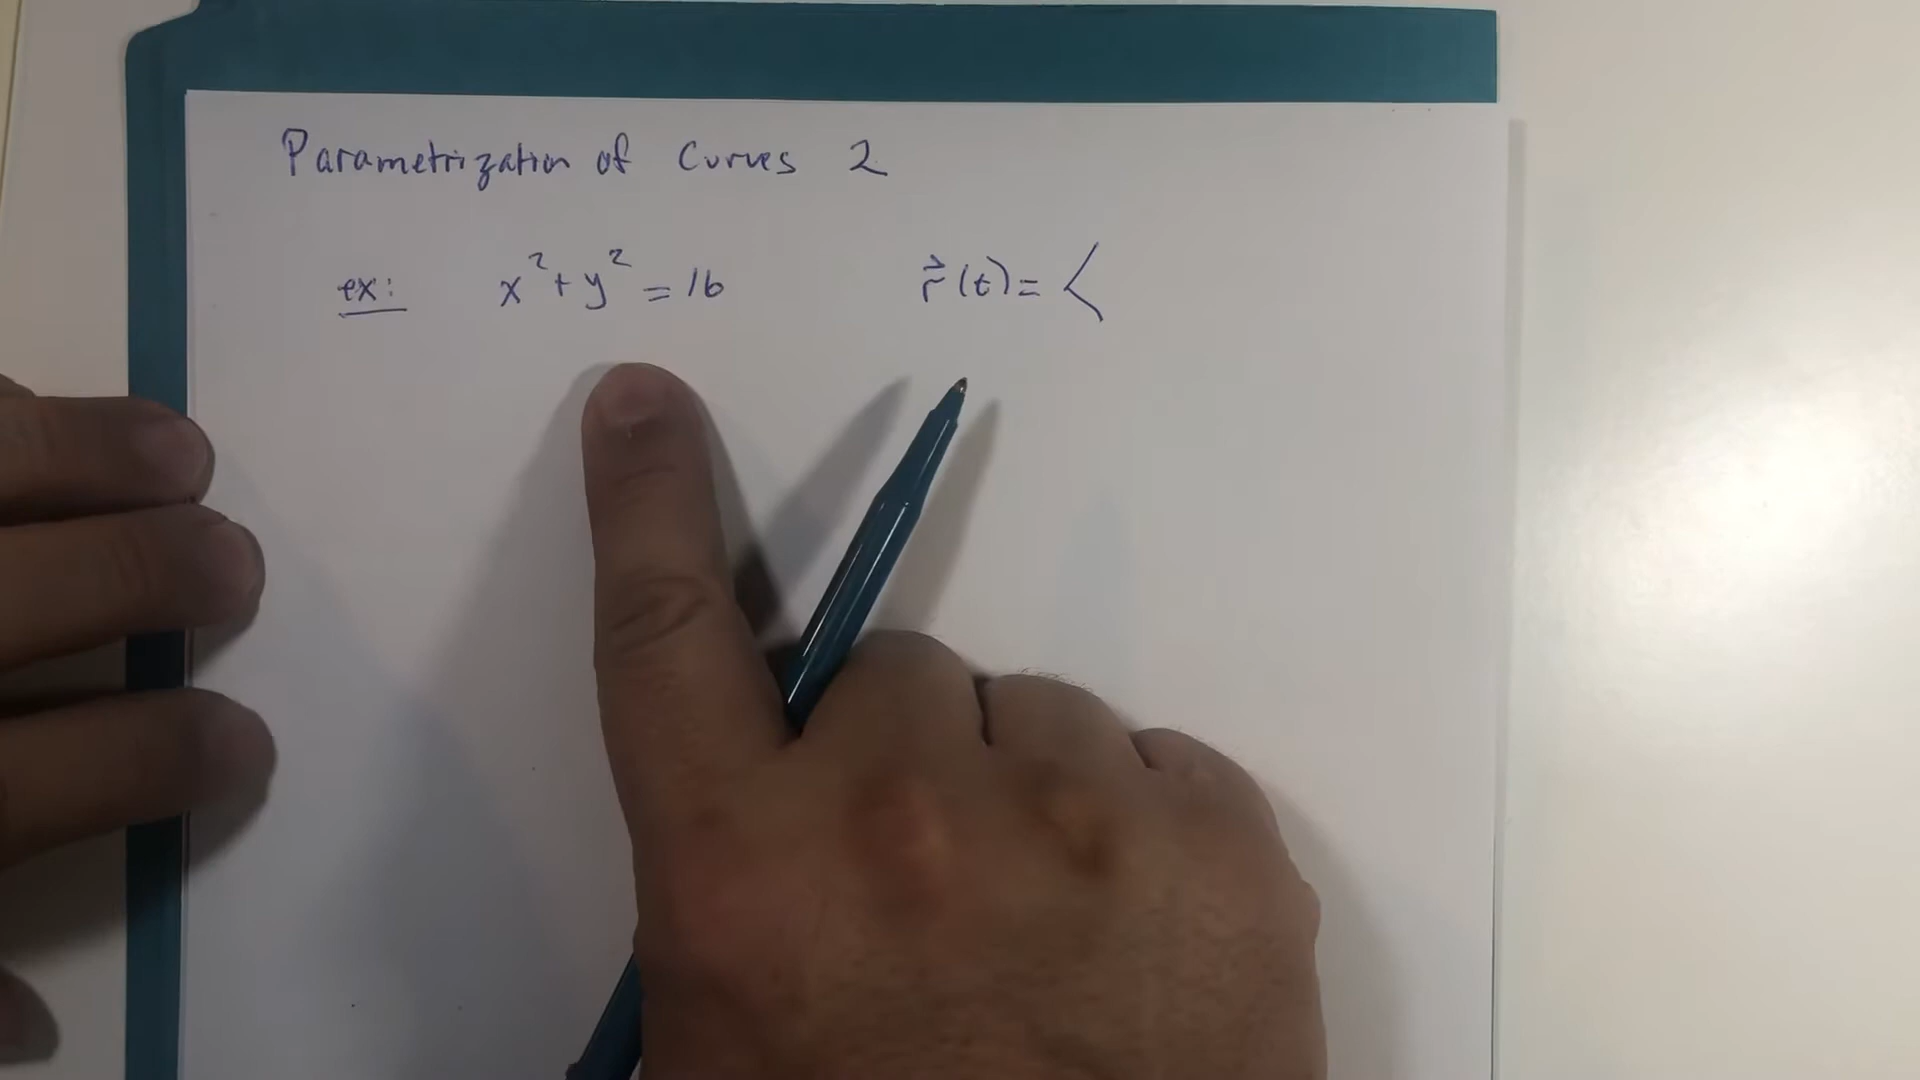 Parametrization of Curves 2
ex: x² + y² = 16 r⃗(t) = ⟨